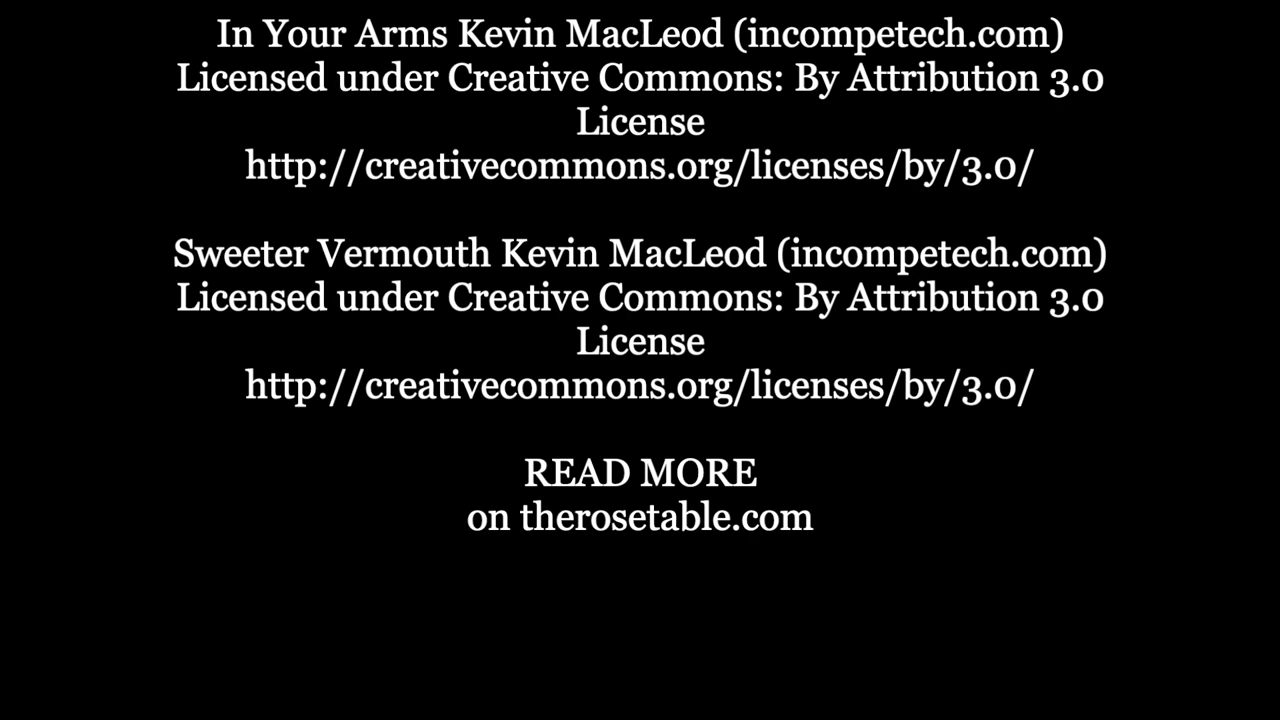 In Your Arms Kevin MacLeod (incompetech.com)
Licensed under Creative Commons: By Attribution 3.0
License
http://creativecommons.org/licenses/by/3.0/
Sweeter Vermouth Kevin MacLeod (incompetech.com)
Licensed under Creative Commons: By Attribution 3.0
License
http://creativecommons.org/licenses/by/3.0/
READ MORE
on therosetable.com